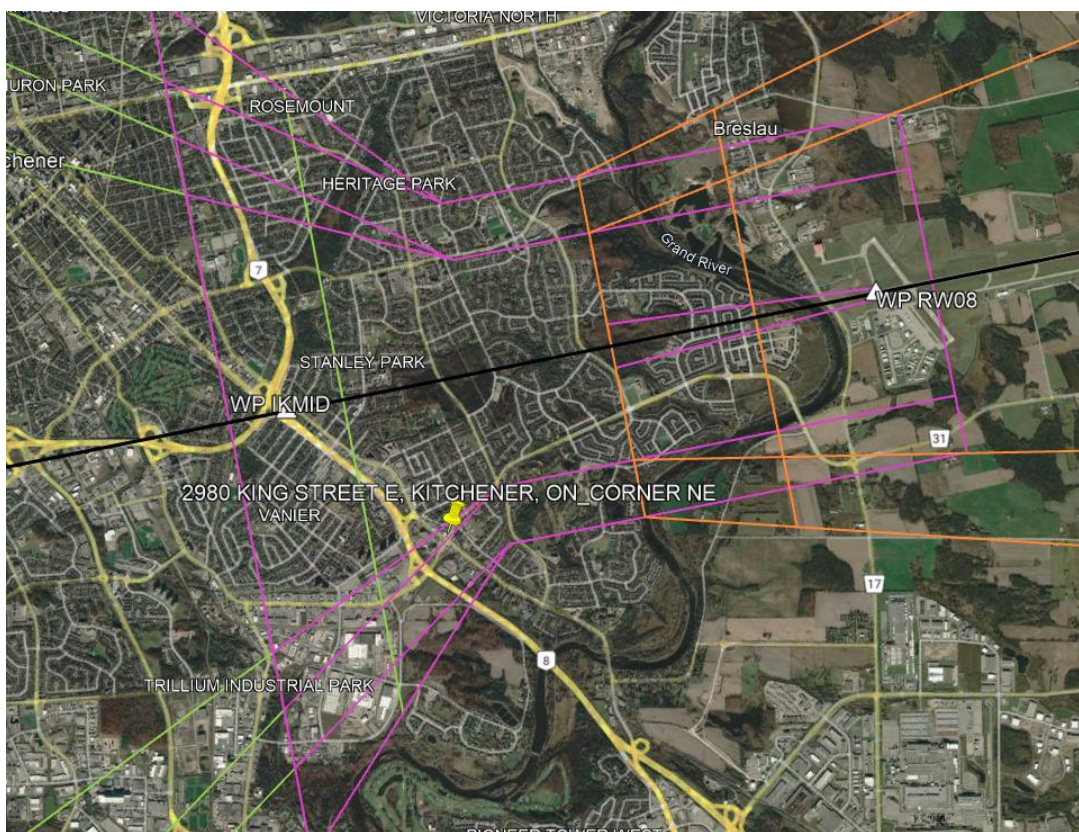 VICTORIA NORTH
HURON PARK
ROSEMOUNT
Breslau
chener
HERITAGE PARK
Grand River
7
WP RW08
STANLEY PARK
WP IKMID
31
2980 KING STREET E, KITCHENER, ON_CORNER NE
VANIER
17
8
TRILLIUM INDUSTRIAL PARK
PIONEER TOWER WEST